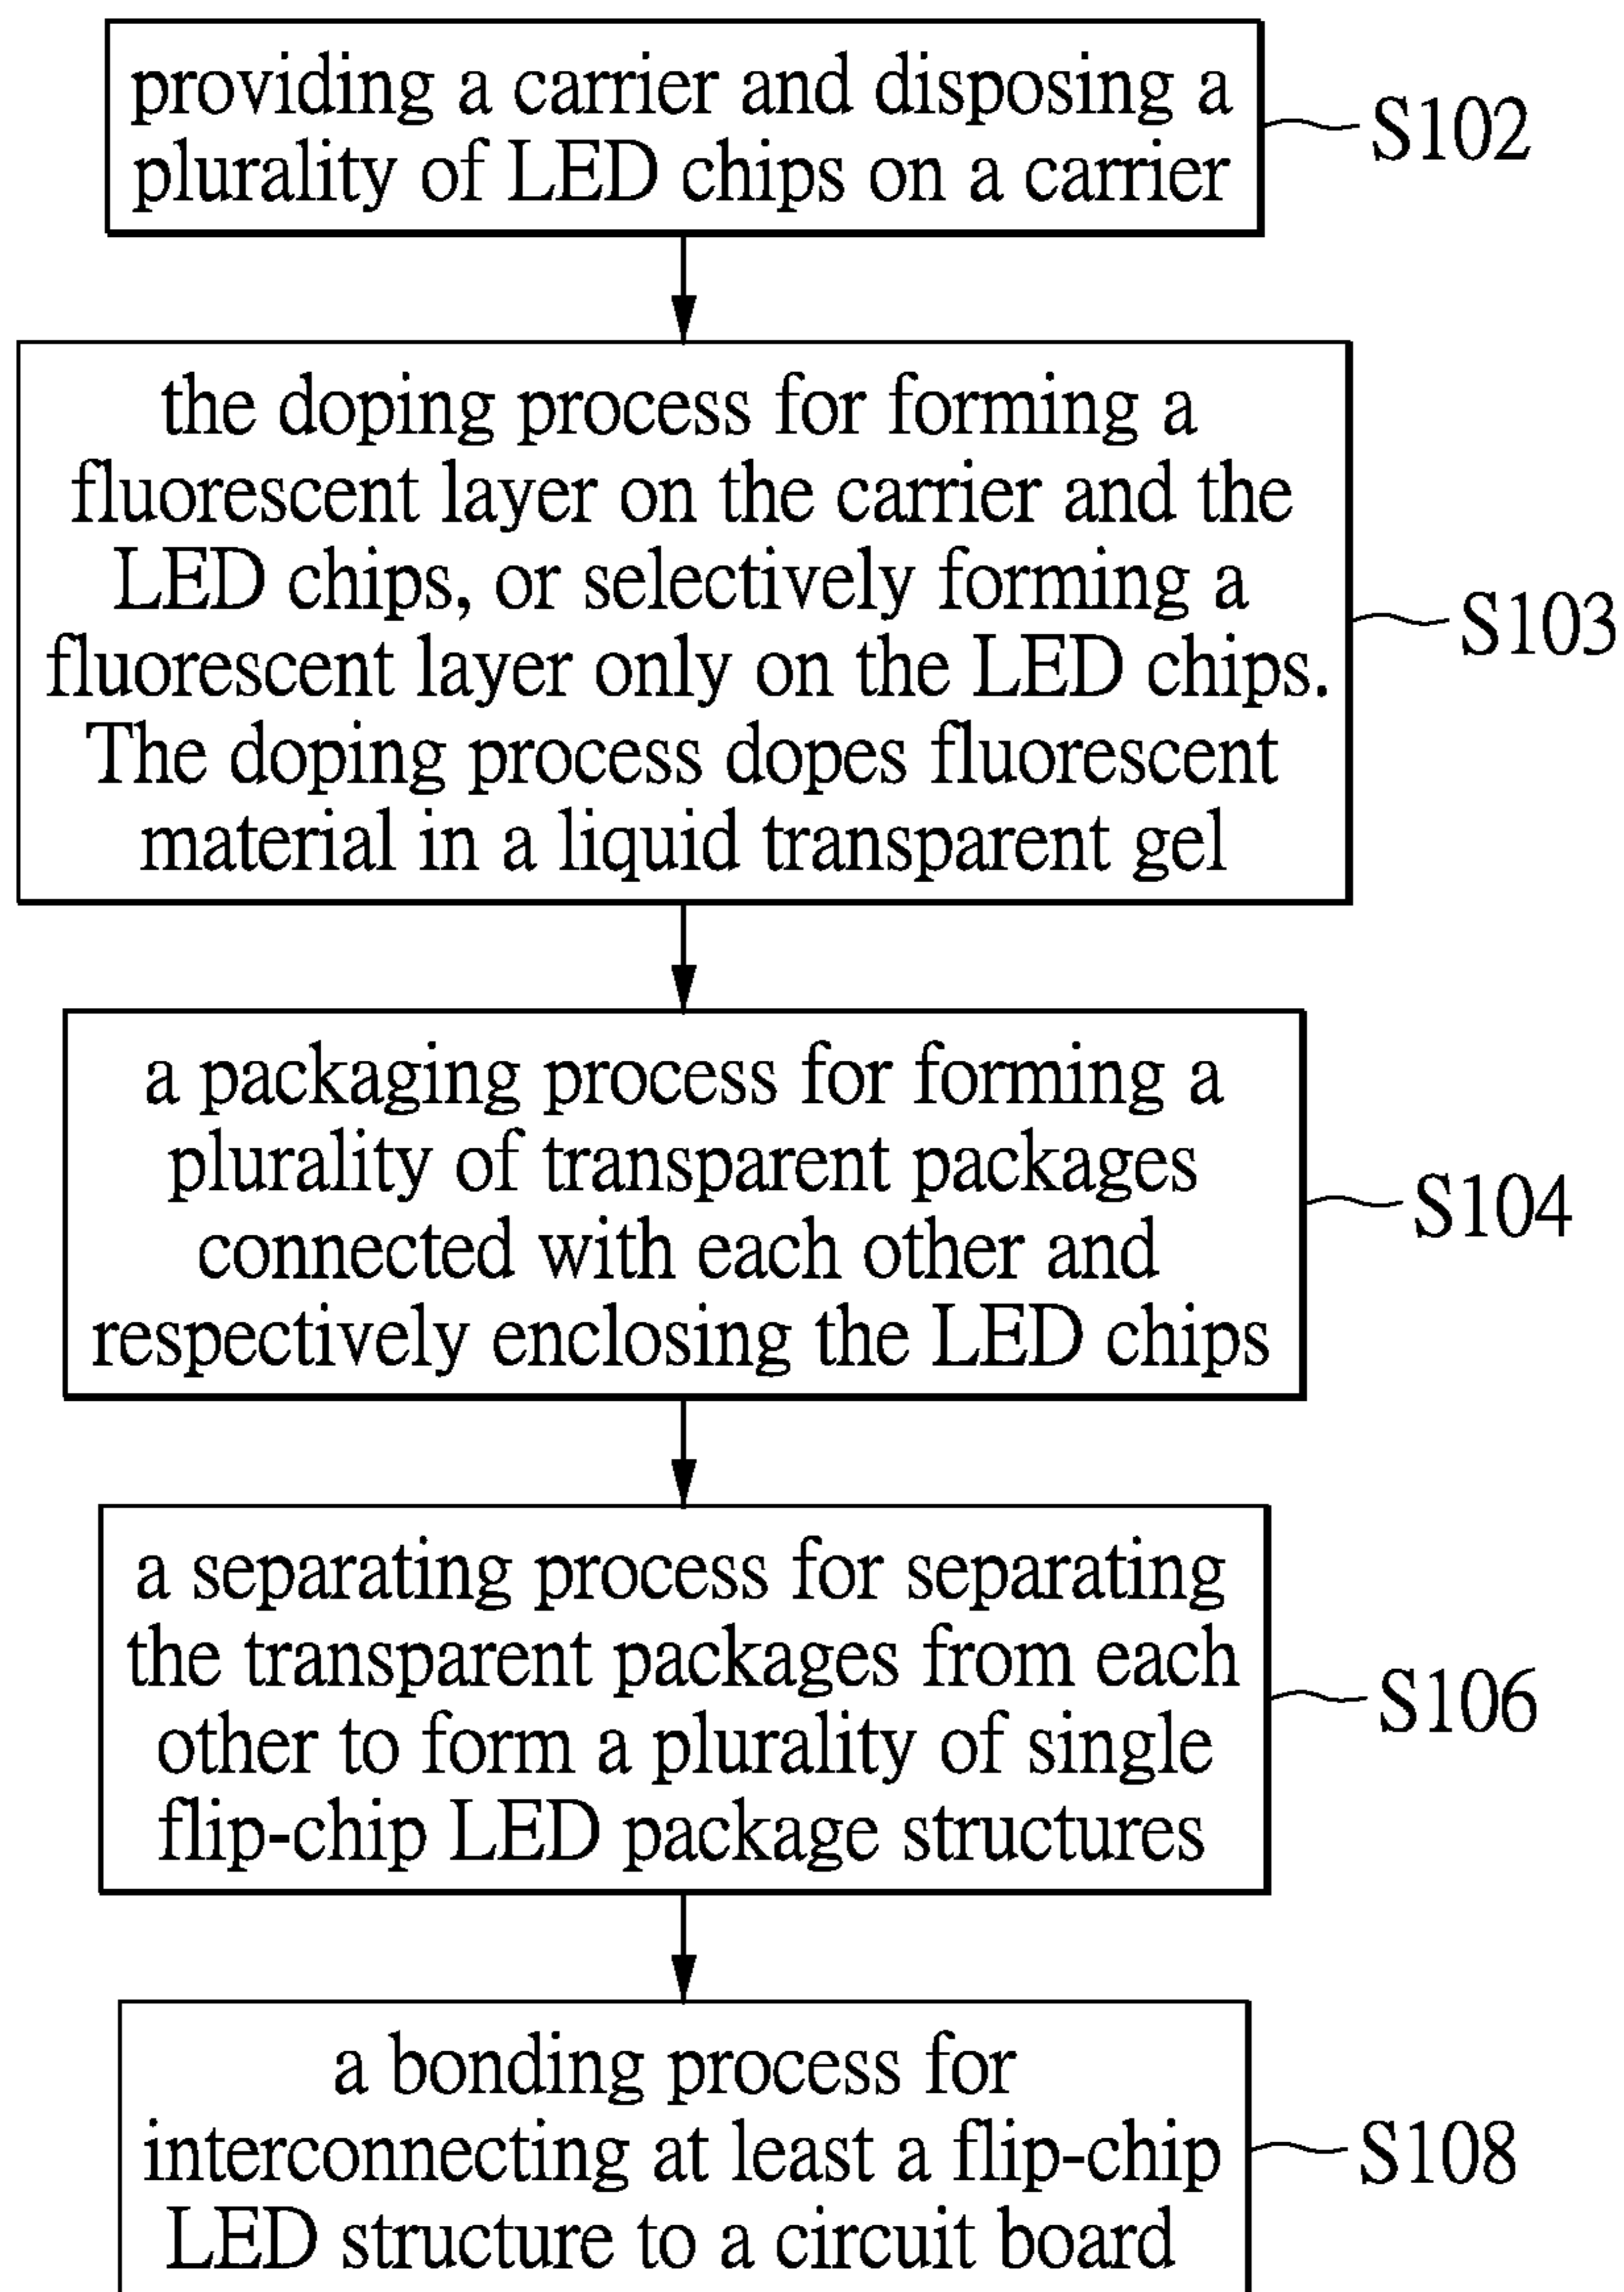 providing a carrier and disposing a
plurality of LED chips on a carrier
S102
the doping process for forming a
fluorescent layer on the carrier and the
LED chips, or selectively forming a
fluorescent layer only on the LED chips.
The doping process dopes fluorescent
material in a liquid transparent gel
S103
a packaging process for forming a
plurality of transparent packages
connected with each other and
respectively enclosing the LED chips
S104
a separating process for separating
the transparent packages from each
other to form a plurality of single
flip-chip LED package structures
S106
a bonding process for
interconnecting at least a flip-chip
LED structure to a circuit board
S108